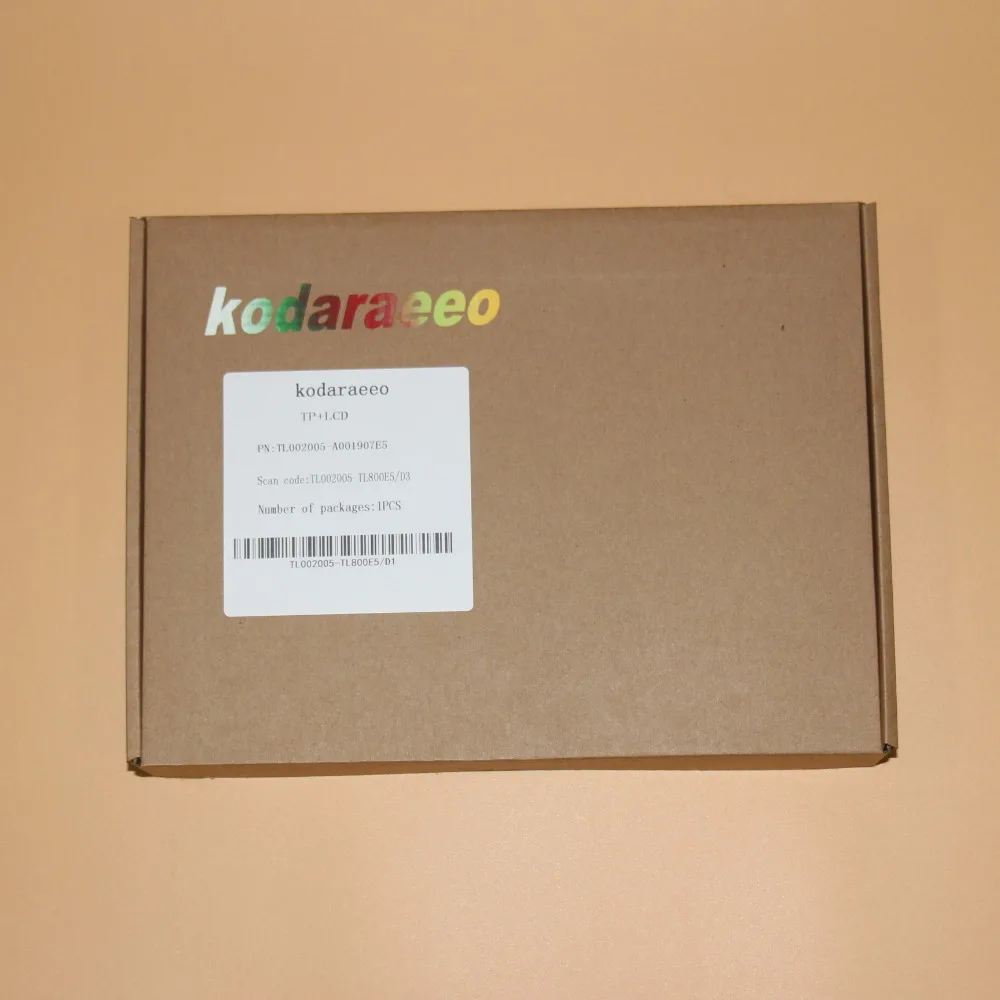 kodaraeeo
kodaraeeo
TP+LCD
PN:TL002005-A001907E5
Scan code:TL002005-TL800E5/D3
Number of packages:1PCS
TL002005-TL800E5/D1